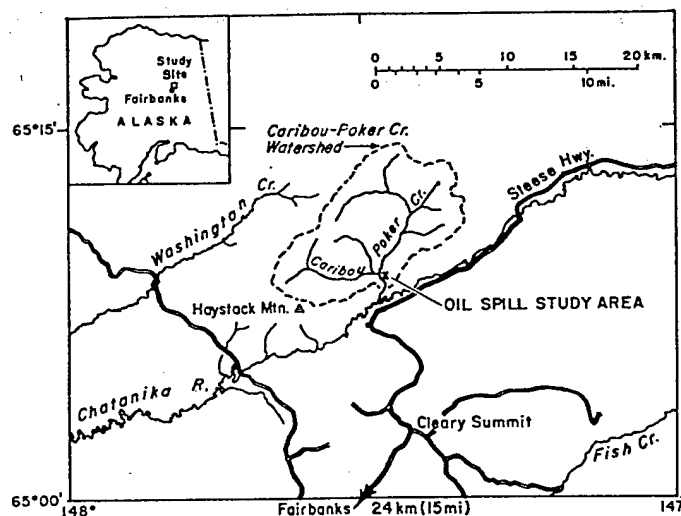 Study
Site
Fairbanks
ALASKA
0 5 10 15 20 km.
0 5 10 mi.
65°15'
Caribou-Poker Cr.
Watershed
Steese Hwy.
Washington Cr.
Poker Cr.
Caribou
OIL SPILL STUDY AREA
Haystack Mtn.
Chatanika R.
Cleary Summit
Fish Cr.
65°00'
148°
Fairbanks 24 km (15 mi)
147